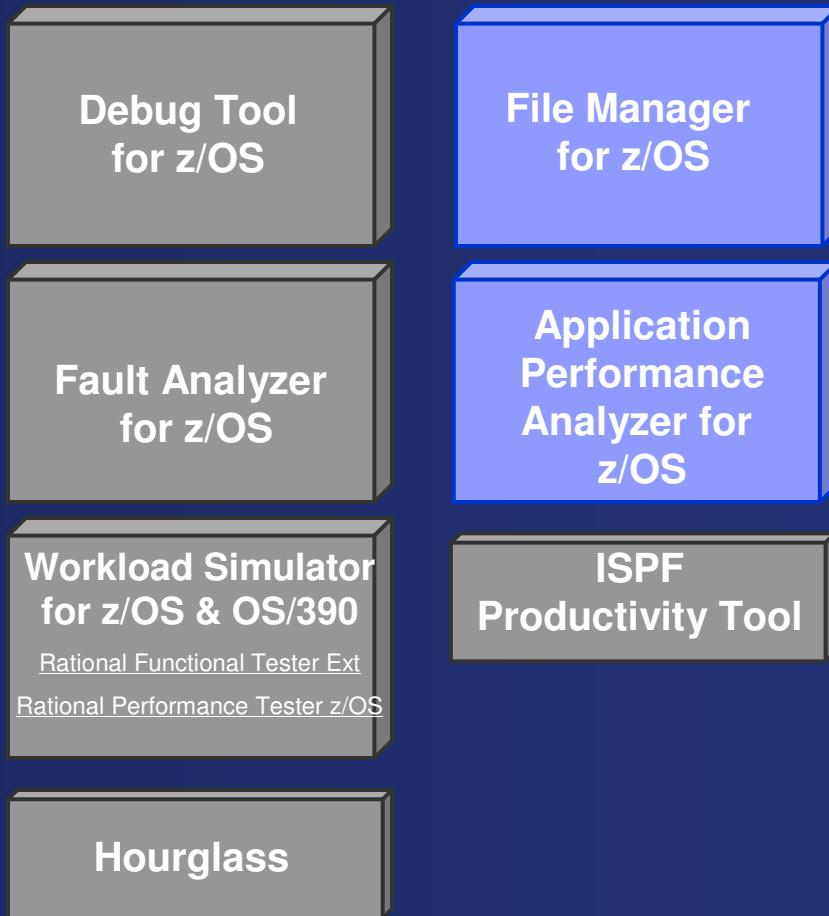 Debug Tool
for z/OS
File Manager
for z/OS
Fault Analyzer
for z/OS
Application
Performance
Analyzer for
z/OS
Workload Simulator
for z/OS & OS/390
Rational Functional Tester Ext
Rational Performance Tester z/OS
ISPF
Productivity Tool
Hourglass